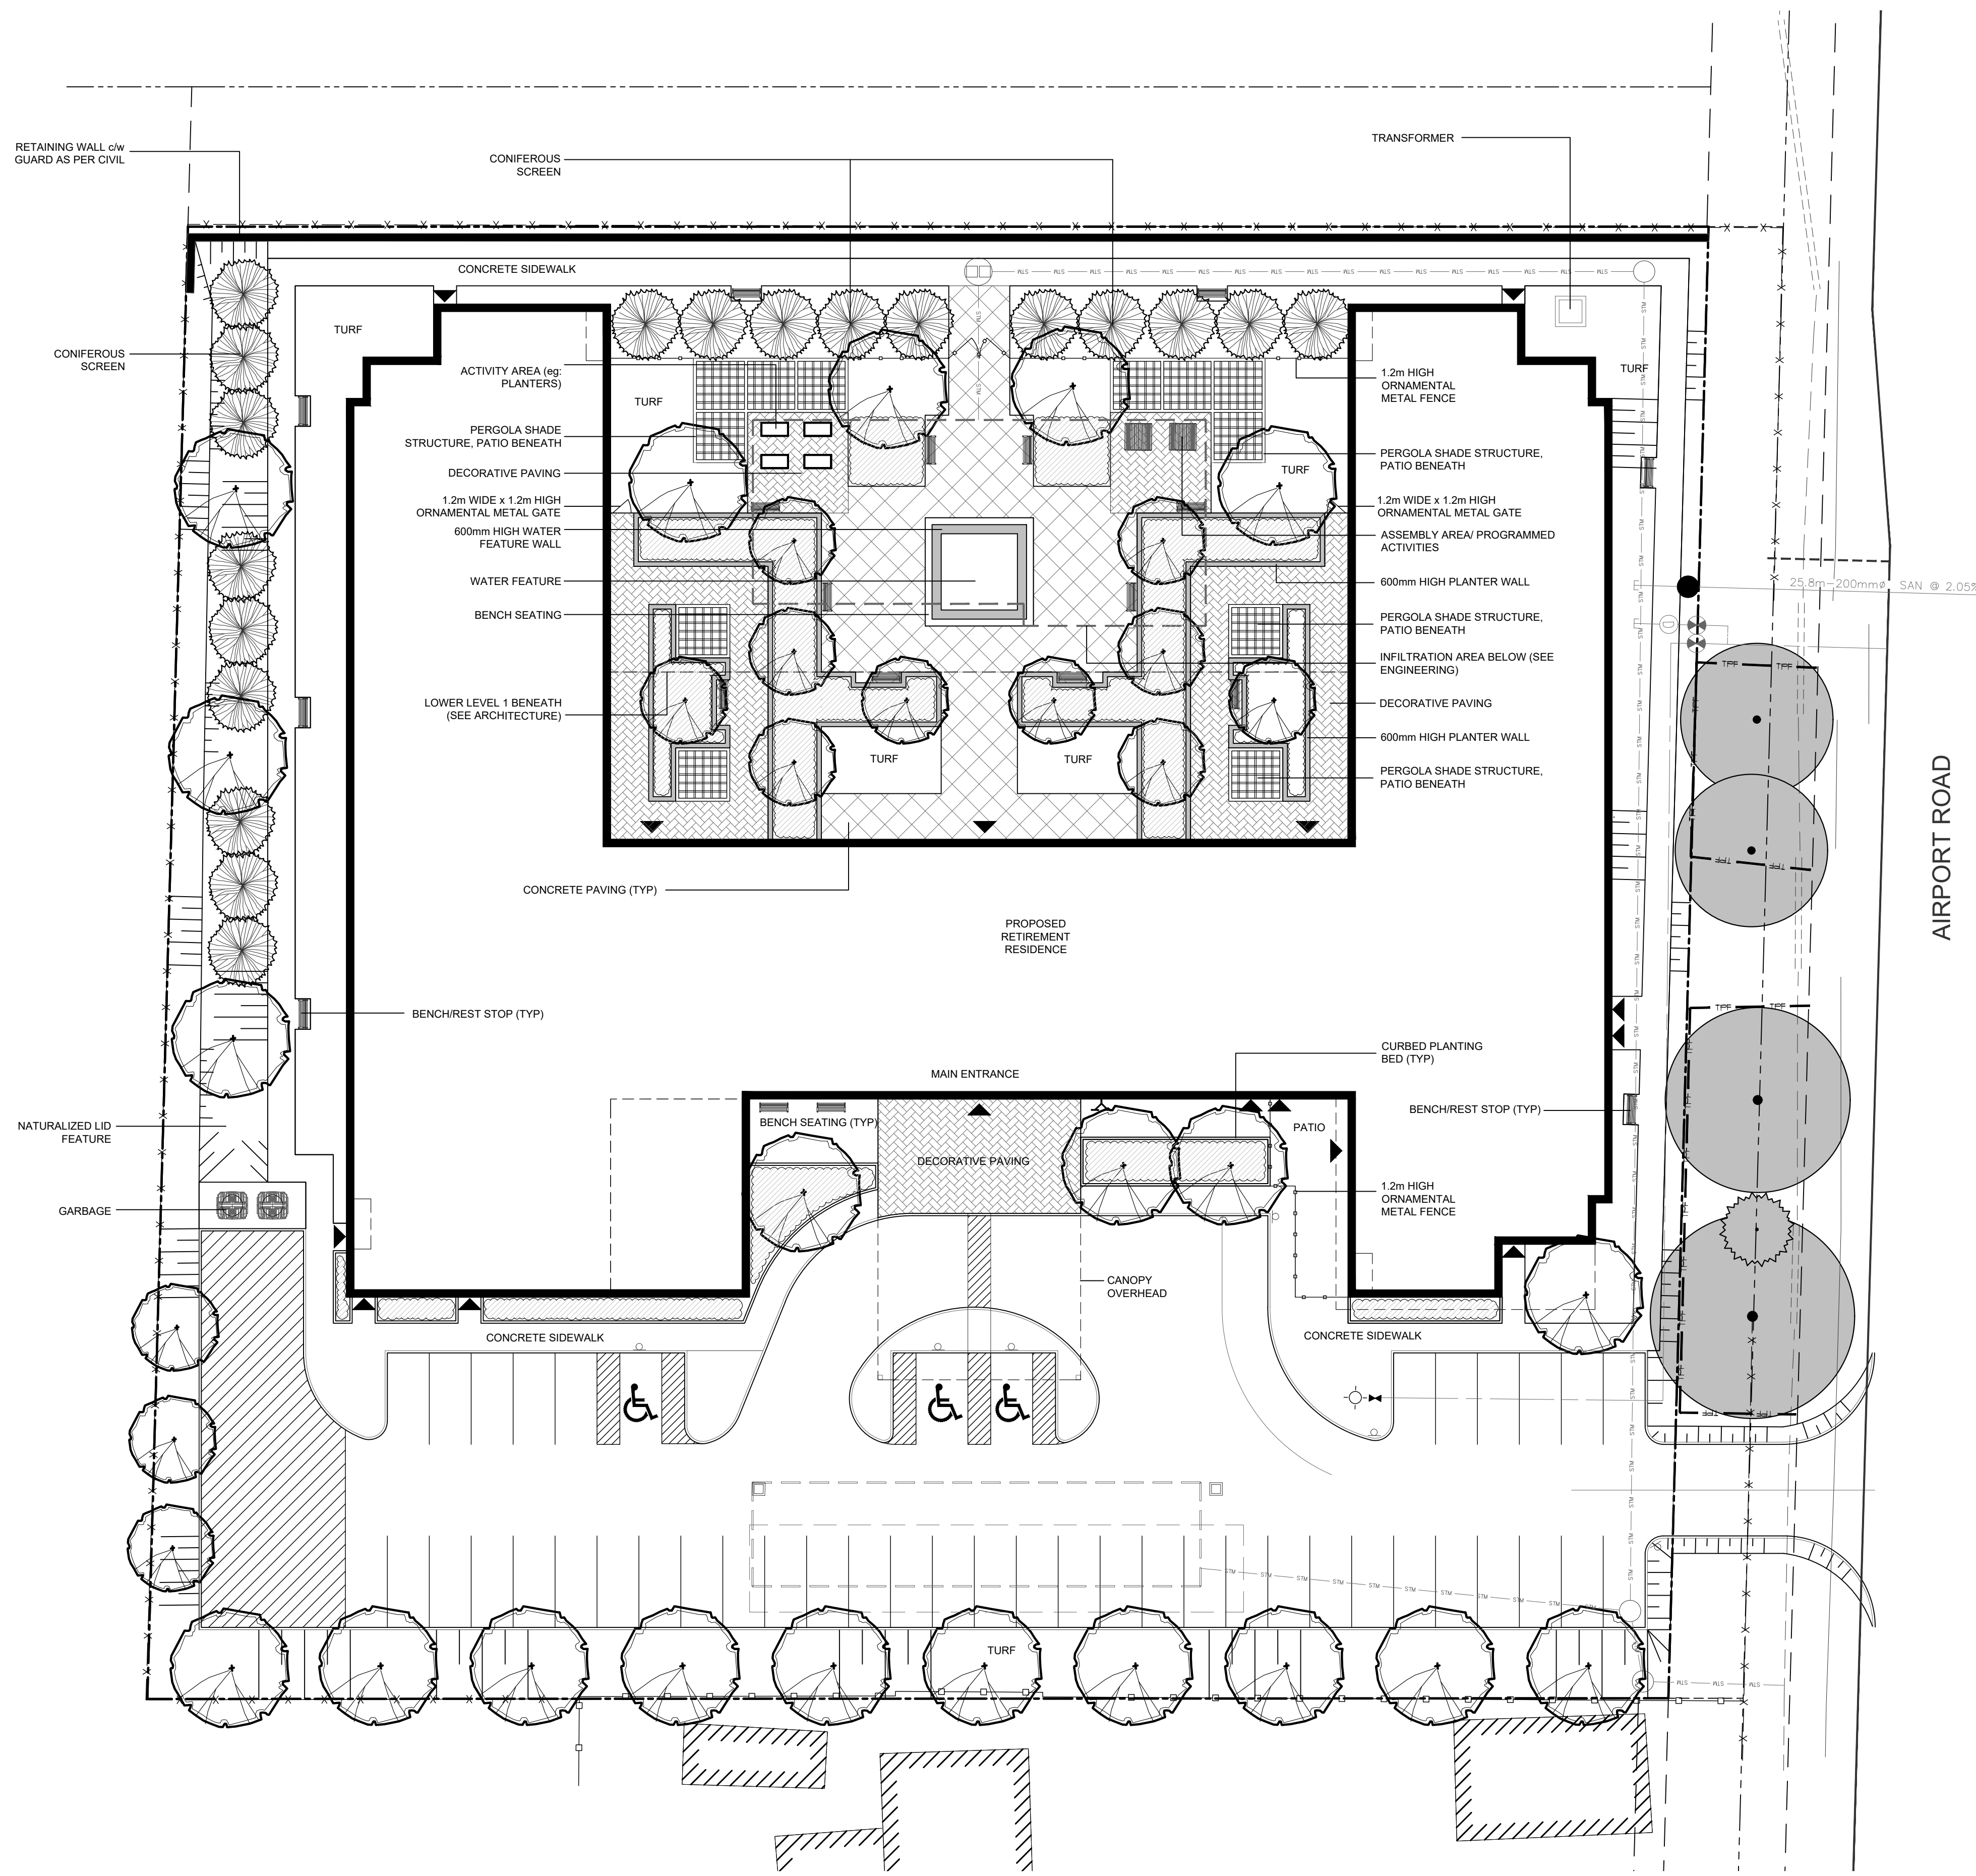 RETAINING WALL c/w
GUARD AS PER CIVIL
CONIFEROUS
SCREEN
TRANSFORMER
CONCRETE SIDEWALK
TURF
CONIFEROUS
SCREEN
ACTIVITY AREA (eg:
PLANTERS)
TURF
TURF
1.2m HIGH
ORNAMENTAL
METAL FENCE
PERGOLA SHADE
STRUCTURE, PATIO BENEATH
DECORATIVE PAVING
1.2m WIDE x 1.2m HIGH
ORNAMENTAL METAL GATE
600mm HIGH WATER
FEATURE WALL
WATER FEATURE
BENCH SEATING
LOWER LEVEL 1 BENEATH
(SEE ARCHITECTURE)
TURF
PERGOLA SHADE STRUCTURE,
PATIO BENEATH
1.2m WIDE x 1.2m HIGH
ORNAMENTAL METAL GATE
ASSEMBLY AREA/ PROGRAMMED
ACTIVITIES
600mm HIGH PLANTER WALL
PERGOLA SHADE STRUCTURE,
PATIO BENEATH
INFILTRATION AREA BELOW (SEE
ENGINEERING)
DECORATIVE PAVING
600mm HIGH PLANTER WALL
PERGOLA SHADE STRUCTURE,
PATIO BENEATH
25.8m-200mmø SAN @ 2.05%
TURF
TURF
AIRPORT ROAD
CONCRETE PAVING (TYP)
PROPOSED
RETIREMENT
RESIDENCE
BENCH/REST STOP (TYP)
CURBED PLANTING
BED (TYP)
MAIN ENTRANCE
BENCH/REST STOP (TYP)
NATURALIZED LID
FEATURE
BENCH SEATING (TYP)
PATIO
DECORATIVE PAVING
GARBAGE
1.2m HIGH
ORNAMENTAL
METAL FENCE
CANOPY
OVERHEAD
CONCRETE SIDEWALK
CONCRETE SIDEWALK
TURF
STM
STM
STM
STM
TPF
TPF
TPF
TPF